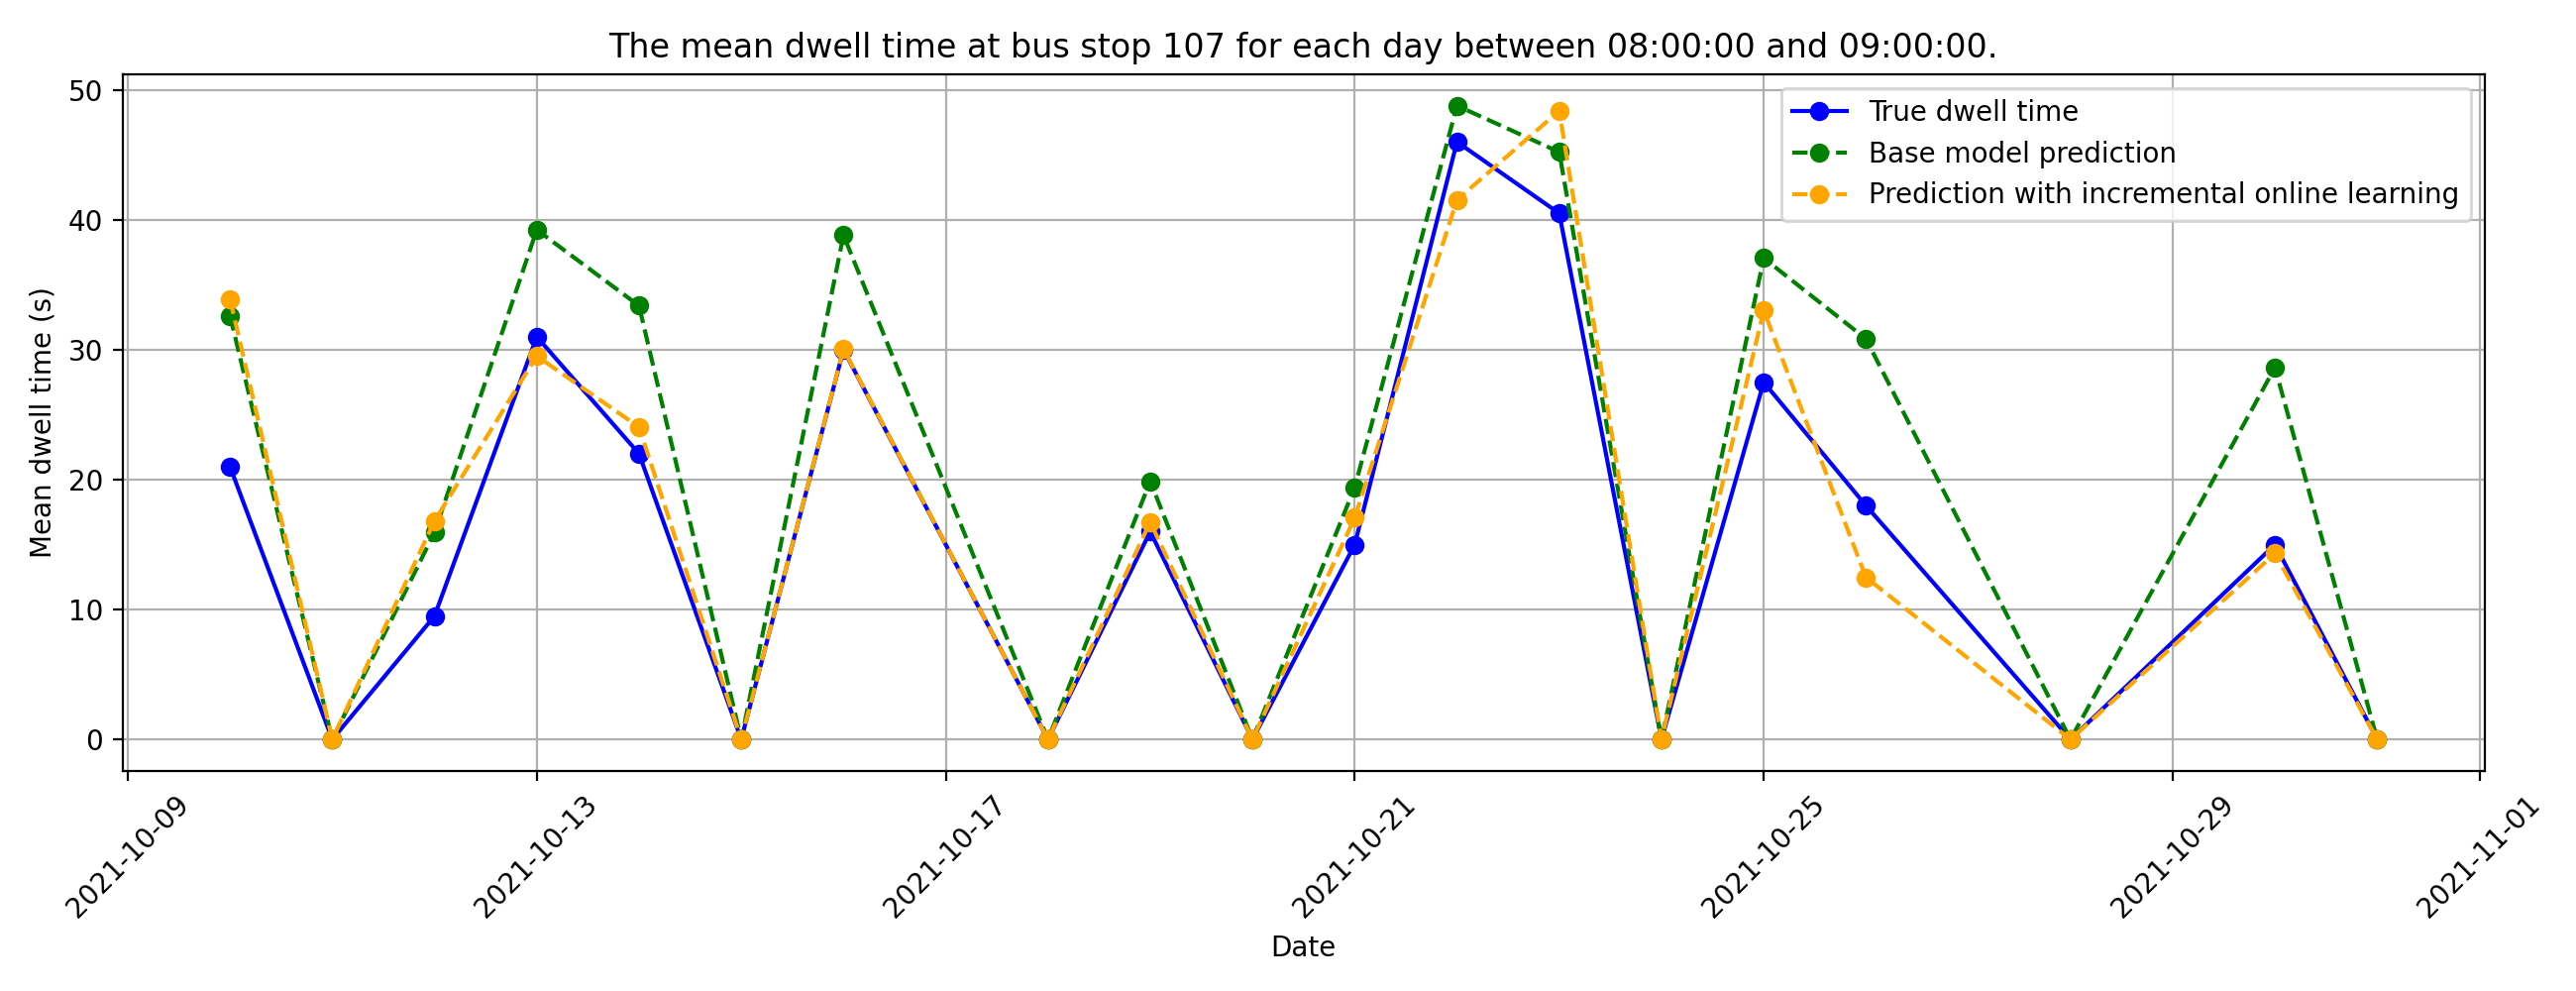 The mean dwell time at bus stop 107 for each day between 08:00:00 and 09:00:00.
50
40
30
20
10
0
Mean dwell time (s)
True dwell time
Base model prediction
Prediction with incremental online learning
2021-10-09
2021-10-13
2021-10-17
2021-10-21
2021-10-25
2021-10-29
2021-11-01
Date